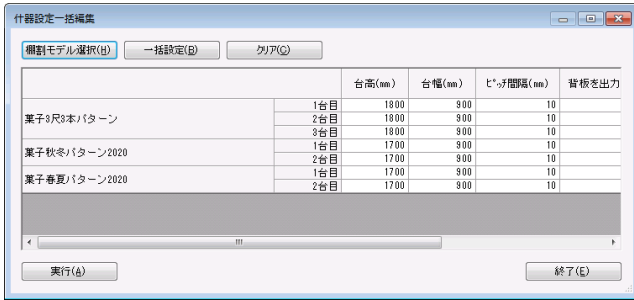 什器設定一括編集
棚割モデル選択(H) 一括設定(B) クリア(C)
台高(mm) 台幅(mm) ピッチ間隔(mm) 背板を出力
菓子3尺3本パターン 1台目 1800 900 10
2台目 1800 900 10
3台目 1800 900 10
菓子秋冬パターン2020 1台目 1700 900 10
2台目 1700 900 10
菓子春夏パターン2020 1台目 1700 900 10
2台目 1700 900 10
実行(A) 終了(E)